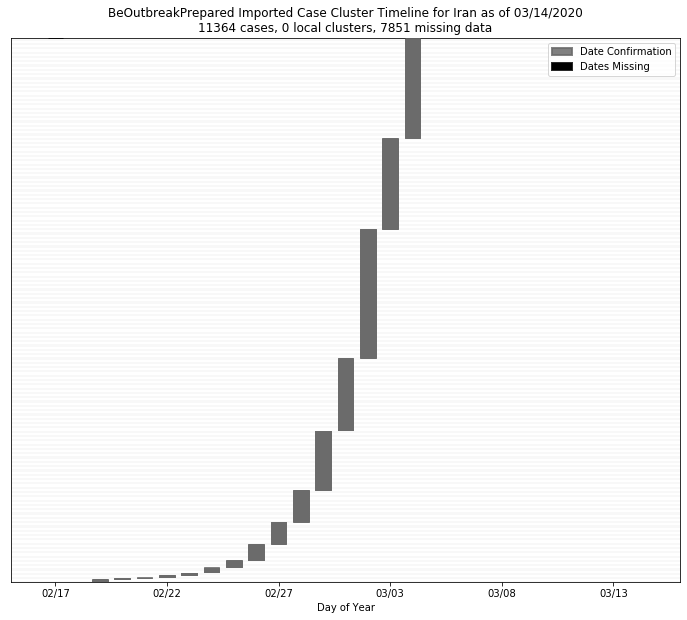 BeOutbreakPrepared Imported Case Cluster Timeline for Iran as of 03/14/2020
11364 cases, 0 local clusters, 7851 missing data
Date Confirmation
Dates Missing
02/17 02/22 02/27 03/03 03/08 03/13
Day of Year